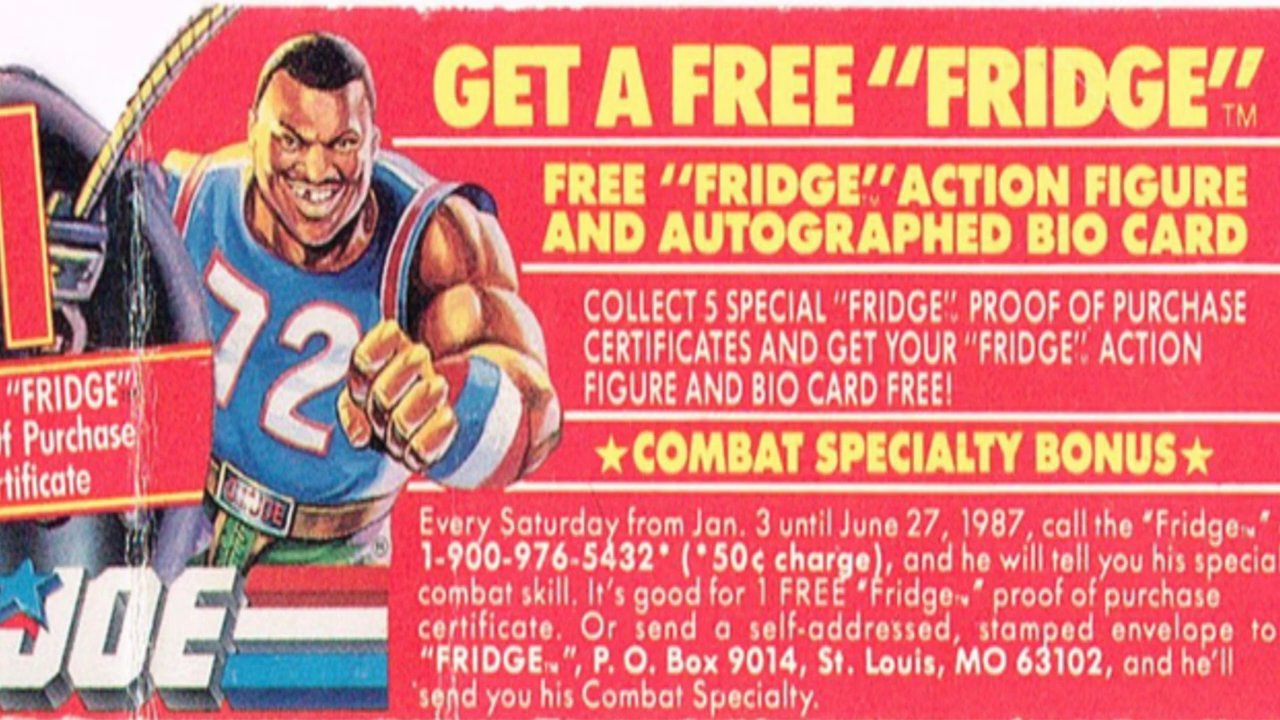 GET A FREE "FRIDGE"™
FREE "FRIDGE" ACTION FIGURE
AND AUTOGRAPHED BIO CARD
COLLECT 5 SPECIAL "FRIDGE" PROOF OF PURCHASE
CERTIFICATES AND GET YOUR "FRIDGE" ACTION
FIGURE AND BIO CARD FREE!
★COMBAT SPECIALTY BONUS★
Every Saturday from Jan. 3 until June 27, 1987, call the "Fridge™"
1-900-976-5432* (*50¢ charge), and he will tell you his special
combat skill. It's good for 1 FREE "Fridge™" proof of purchase
certificate. Or send a self-addressed, stamped envelope to
"FRIDGE™", P. O. Box 9014, St. Louis, MO 63102, and he'll
send you his Combat Specialty.
72
"FRIDGE"
of Purchase
rtificate
JOE
®